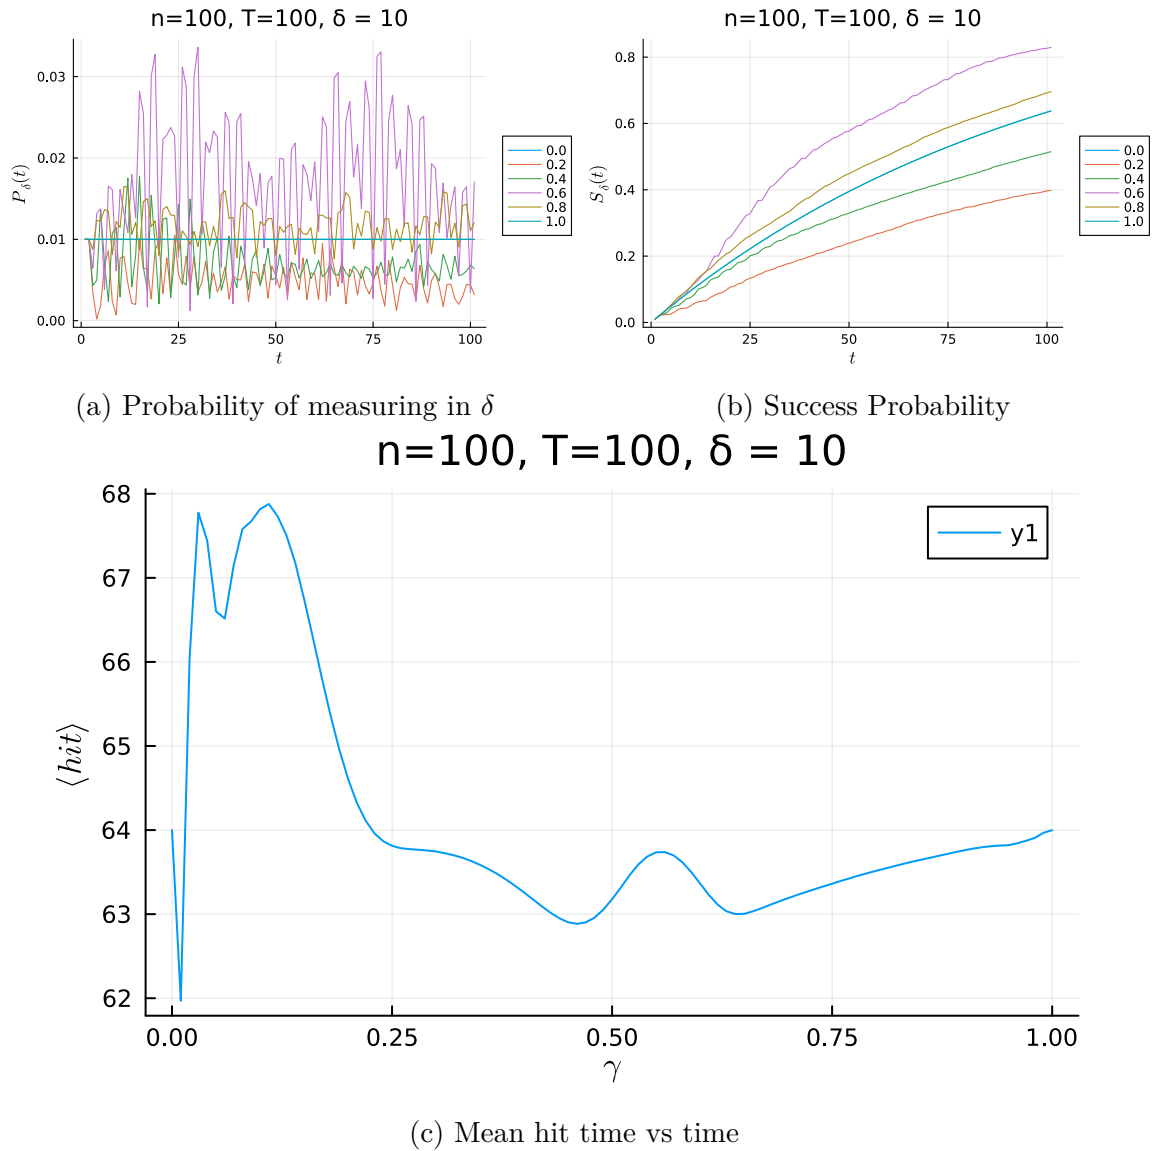 n=100, T=100, δ = 10
0.03
0.02
0.01
0.00
P_δ(t)
0 25 50 75 100
t
0.0
0.2
0.4
0.6
0.8
1.0
(a) Probability of measuring in δ
n=100, T=100, δ = 10
0.8
0.6
0.4
0.2
0.0
S_δ(t)
0 25 50 75 100
t
0.0
0.2
0.4
0.6
0.8
1.0
(b) Success Probability
n=100, T=100, δ = 10
68
67
66
65
64
63
62
⟨hit⟩
y1
0.00 0.25 0.50 0.75 1.00
γ
(c) Mean hit time vs time